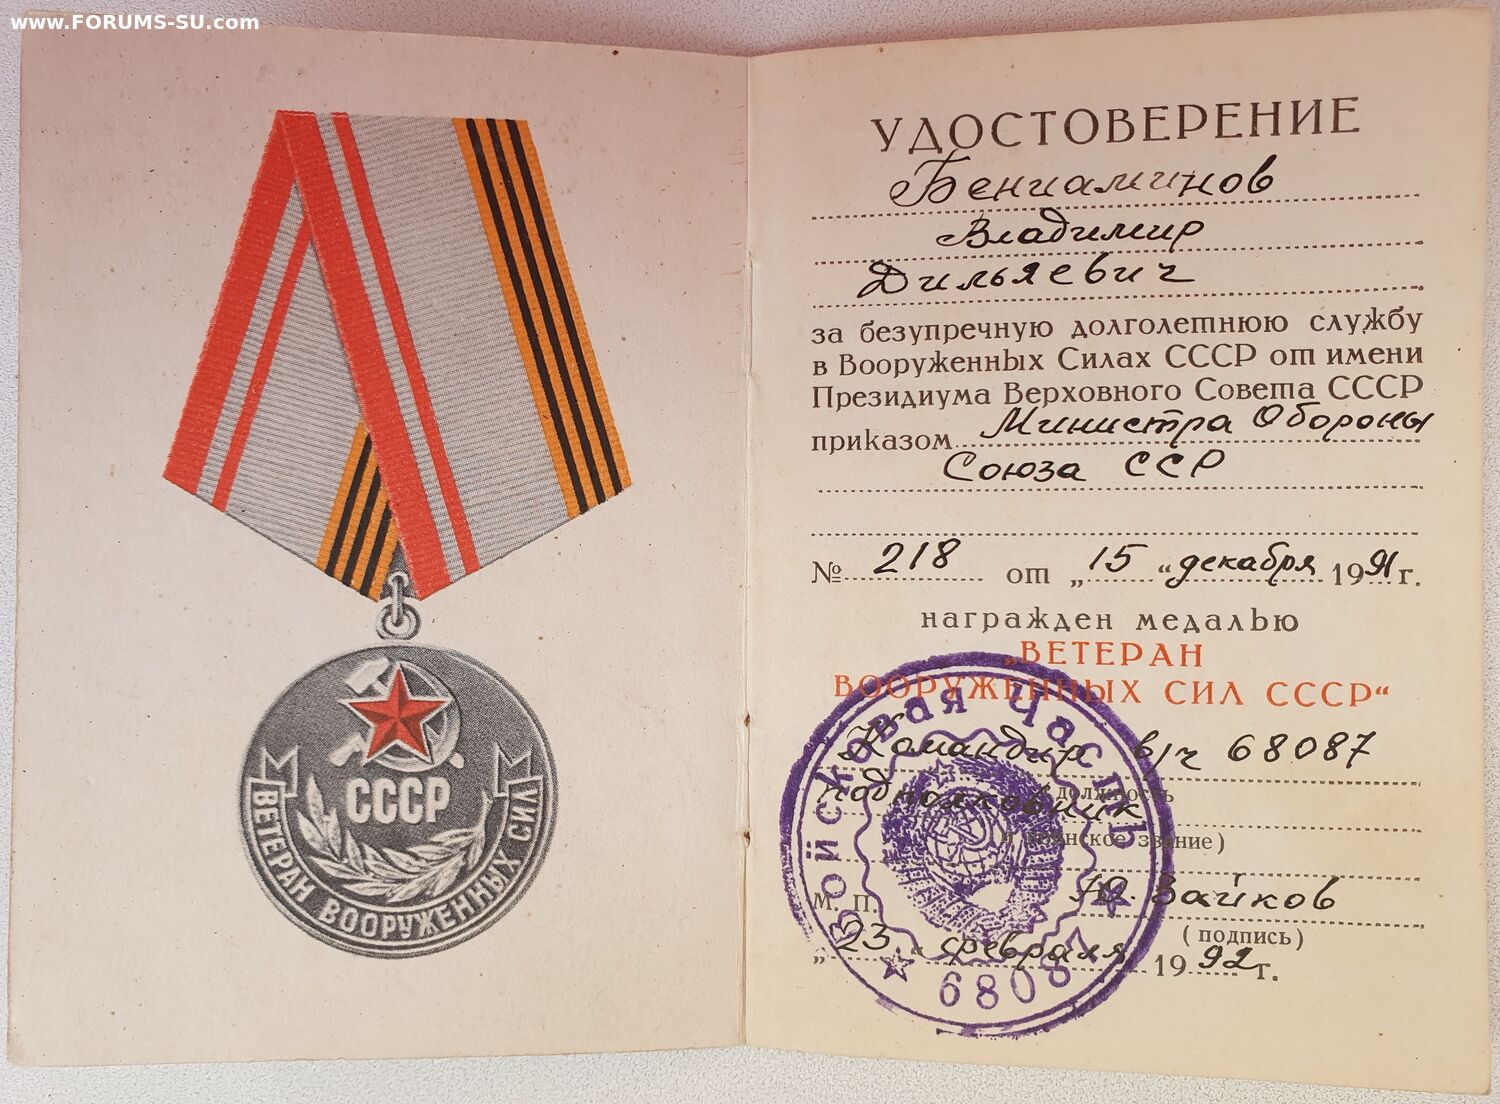 www.FORUMS-SU.com
СССР
ВЕТЕРАН ВООРУЖЕННЫХ СИЛ
УДОСТОВЕРЕНИЕ
Бениаминов
Владимир
Дильяевич
за безупречную долголетнюю службу
в Вооруженных Силах СССР от имени
Президиума Верховного Совета СССР
приказом Министра Обороны
Союза ССР
№ 218 от „15“ декабря 1991 г.
награжден медалью
„ВЕТЕРАН
ВООРУЖЕННЫХ СИЛ СССР“
Командир в/ч 68087
должность
подполковник
(воинское звание)
Ю. Зайков
М. П.
(подпись)
„23“ февраля 1992 г.
Войсковая Часть
68087